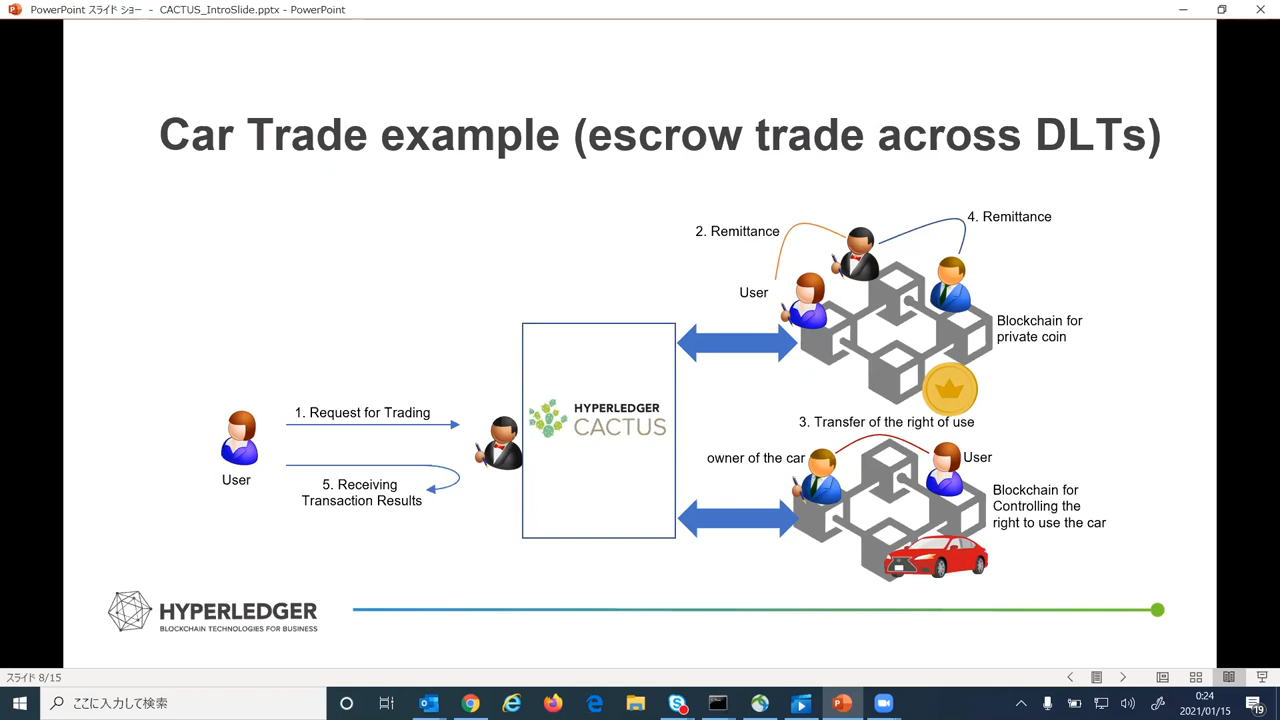 PowerPoint スライド ショー - CACTUS_IntroSlide.pptx - PowerPoint
Car Trade example (escrow trade across DLTs)
4. Remittance
2. Remittance
User
Blockchain for
private coin
HYPERLEDGER
CACTUS
1. Request for Trading
3. Transfer of the right of use
owner of the car
User
User
5. Receiving
Transaction Results
Blockchain for
Controlling the
right to use the car
HYPERLEDGER
BLOCKCHAIN TECHNOLOGIES FOR BUSINESS
スライド 8/15
ここに入力して検索
0:24
2021/01/15
19